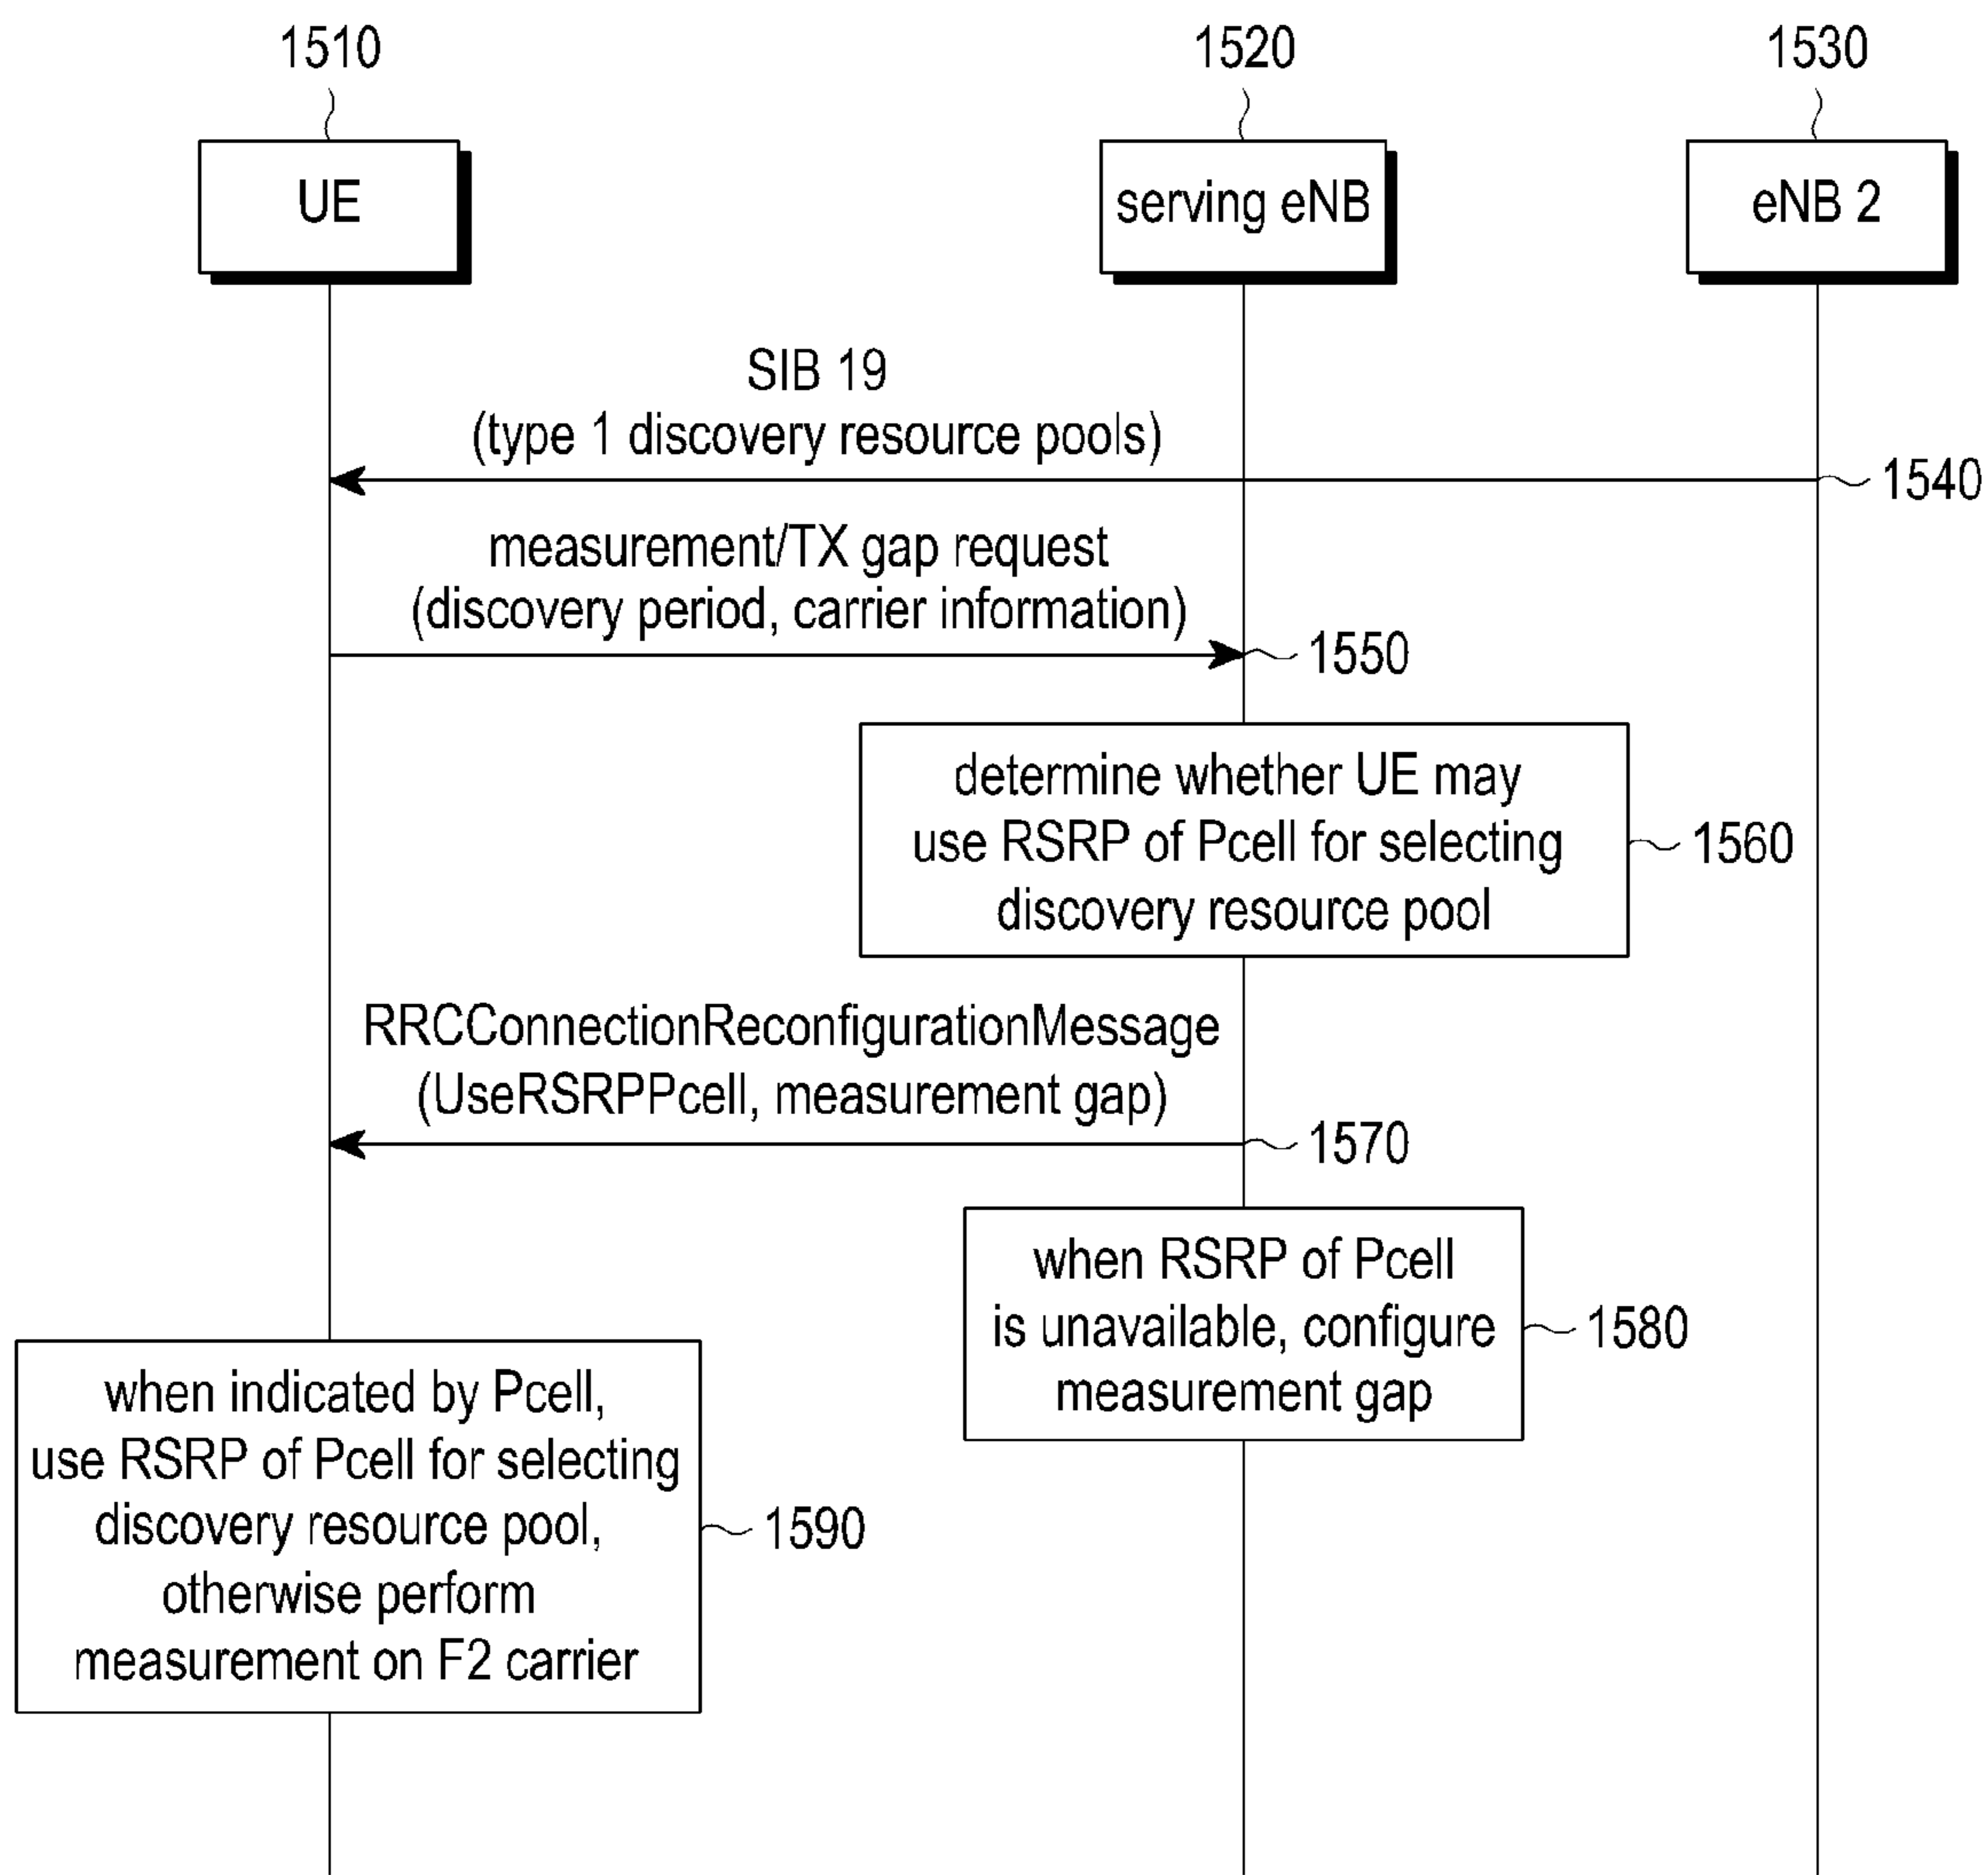 1510
1520
1530
UE
serving eNB
eNB 2
SIB 19
(type 1 discovery resource pools)
1540
measurement/TX gap request
(discovery period, carrier information)
1550
determine whether UE may
use RSRP of Pcell for selecting
discovery resource pool
1560
RRCConnectionReconfigurationMessage
(UseRSRPPcell, measurement gap)
1570
when RSRP of Pcell
is unavailable, configure
measurement gap
1580
when indicated by Pcell,
use RSRP of Pcell for selecting
discovery resource pool,
otherwise perform
measurement on F2 carrier
1590